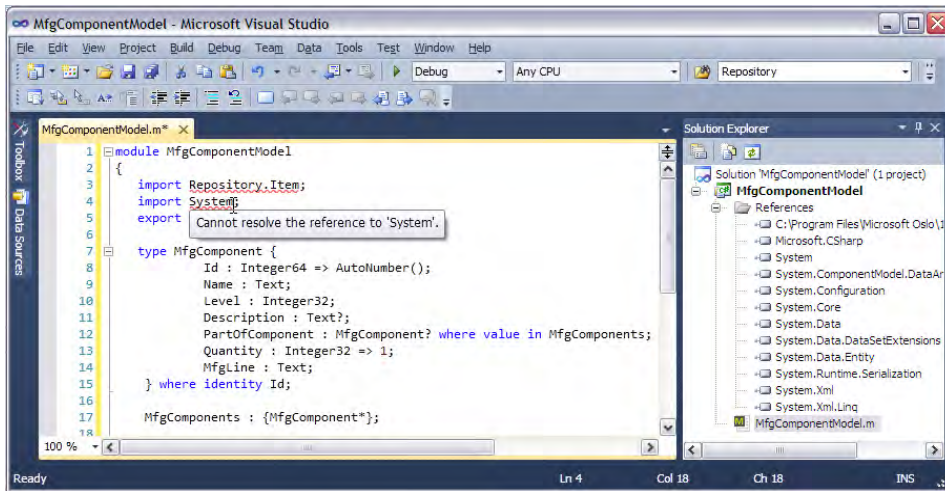 MfgComponentModel - Microsoft Visual Studio
File Edit View Project Build Debug Team Data Tools Test Window Help
Debug Any CPU Repository
MfgComponentModel.m*
Toolbox
Data Sources
1 module MfgComponentModel
2 {
3 import Repository.Item;
4 import System;
5 export
Cannot resolve the reference to 'System'.
6
7 type MfgComponent {
8 Id : Integer64 => AutoNumber();
9 Name : Text;
10 Level : Integer32;
11 Description : Text?;
12 PartOfComponent : MfgComponent? where value in MfgComponents;
13 Quantity : Integer32 => 1;
14 MfgLine : Text;
15 } where identity Id;
16
17 MfgComponents : {MfgComponent*};
18
100 %
Solution Explorer
Solution 'MfgComponentModel' (1 project)
MfgComponentModel
References
C:\Program Files\Microsoft Oslo\1
Microsoft.CSharp
System
System.ComponentModel.DataAr
System.Configuration
System.Core
System.Data
System.Data.DataSetExtensions
System.Data.Entity
System.Runtime.Serialization
System.Xml
System.Xml.Linq
MfgComponentModel.m
Ready Ln 4 Col 18 Ch 18 INS